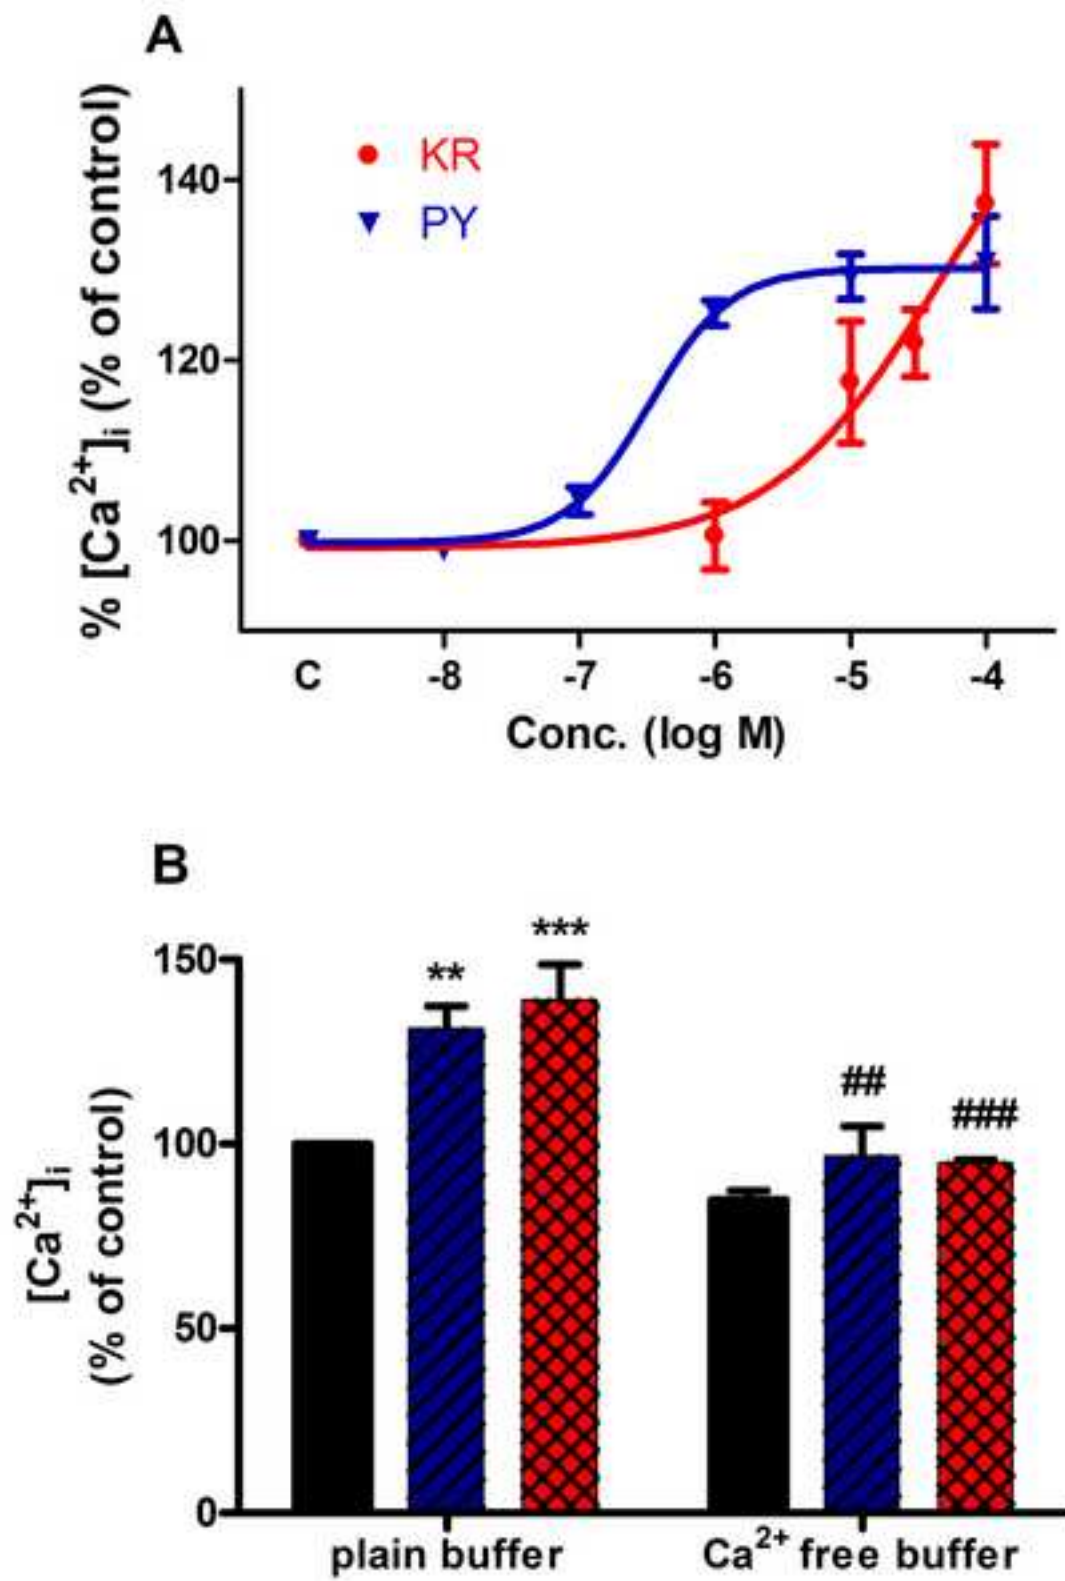 A
% [Ca2+]i (% of control)
140
120
100
KR
PY
C -8 -7 -6 -5 -4
Conc. (log M)
B
[Ca2+]i
(% of control)
150
100
50
0
**
***
##
###
plain buffer
Ca2+ free buffer